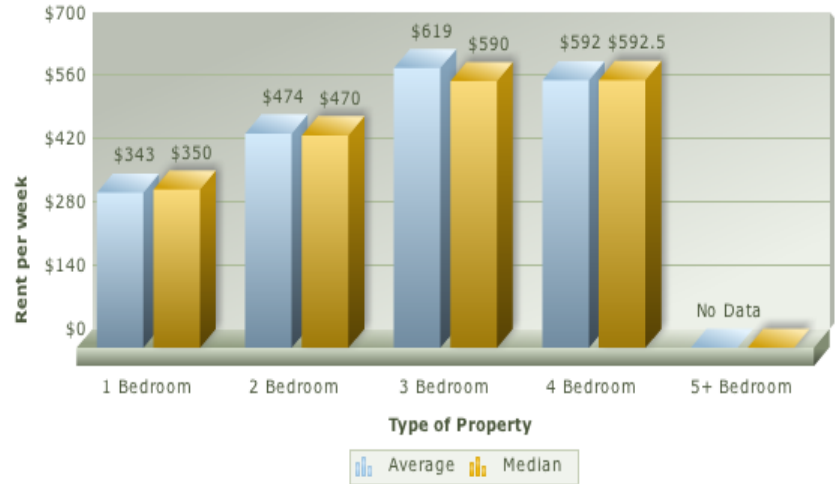 $700
$560
$420
$280
$140
$0
Rent per week
$343
$350
$474
$470
$619
$590
$592
$592.5
No Data
1 Bedroom
2 Bedroom
3 Bedroom
4 Bedroom
5+ Bedroom
Type of Property
Average
Median